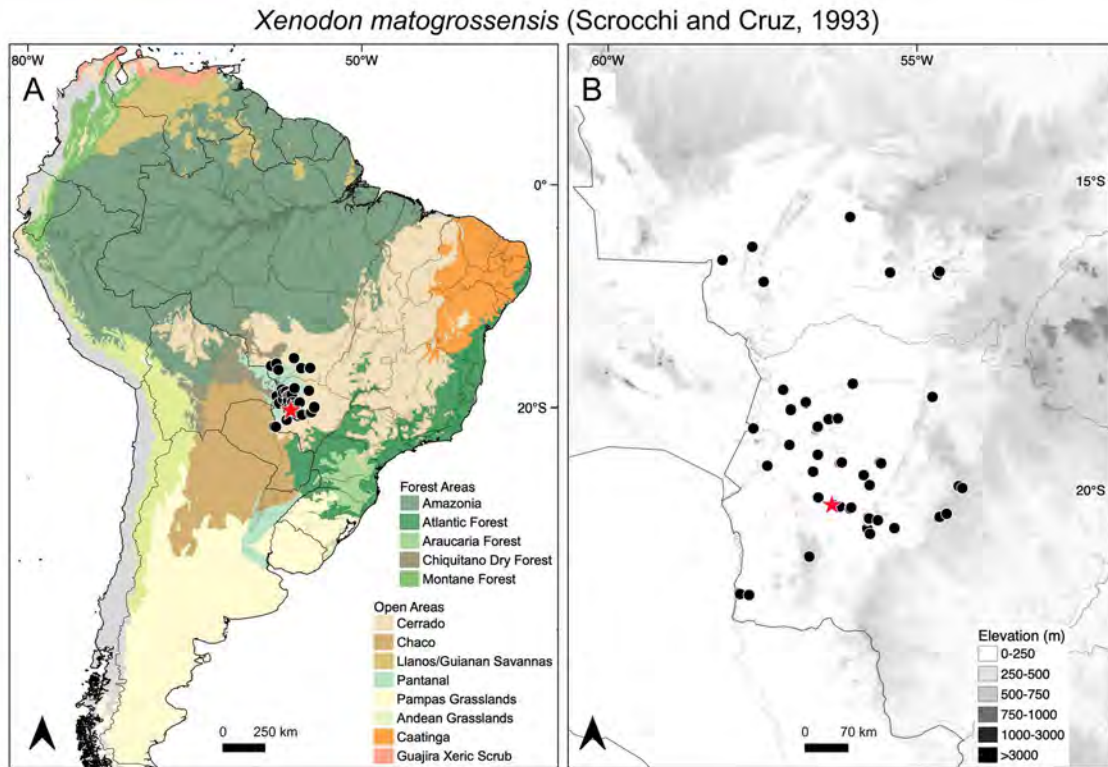 Xenodon matogrossensis (Scrocchi and Cruz, 1993)
80°W
50°W
A
0°
20°S
Forest Areas
Amazonia
Atlantic Forest
Araucaria Forest
Chiquitano Dry Forest
Montane Forest
Open Areas
Cerrado
Chaco
Llanos/Guianan Savannas
Pantanal
Pampas Grasslands
Andean Grasslands
Caatinga
Guajira Xeric Scrub
0 250 km
60°W
55°W
B
15°S
20°S
Elevation (m)
0-250
250-500
500-750
750-1000
1000-3000
>3000
0 70 km